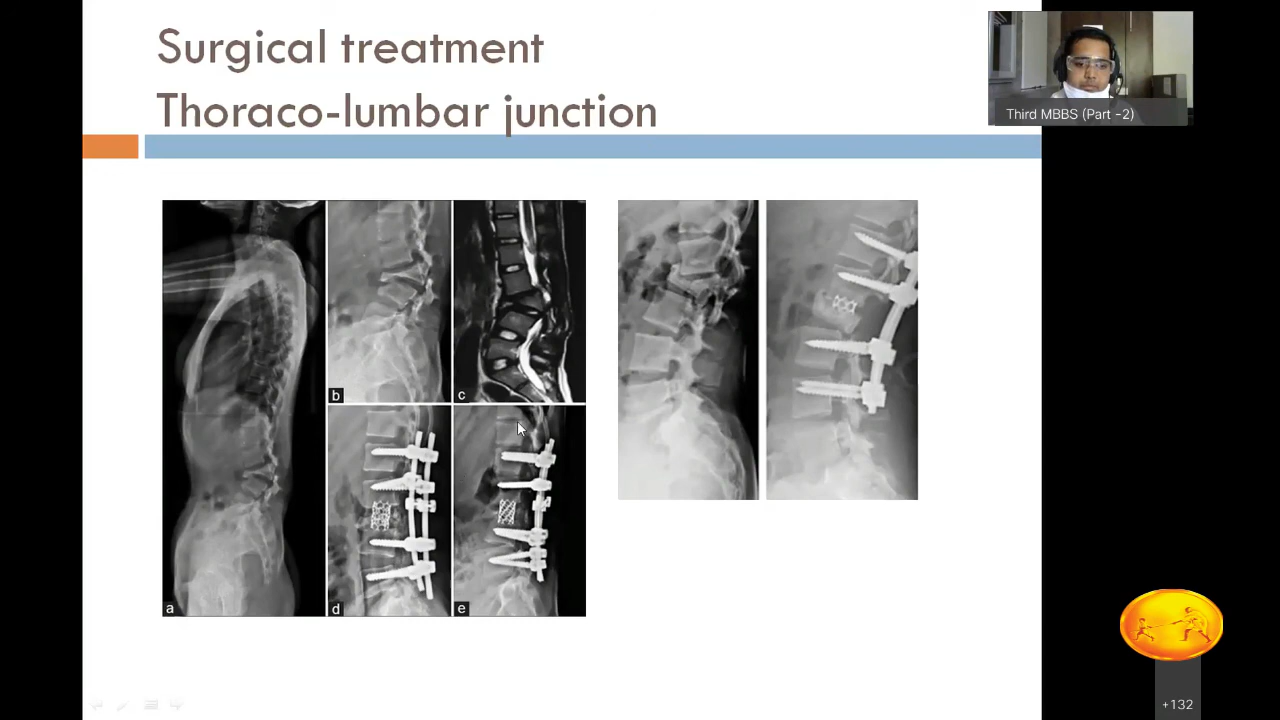 Surgical treatment
Thoraco-lumbar junction
Third MBBS (Part -2)
a
b
c
d
e
+132